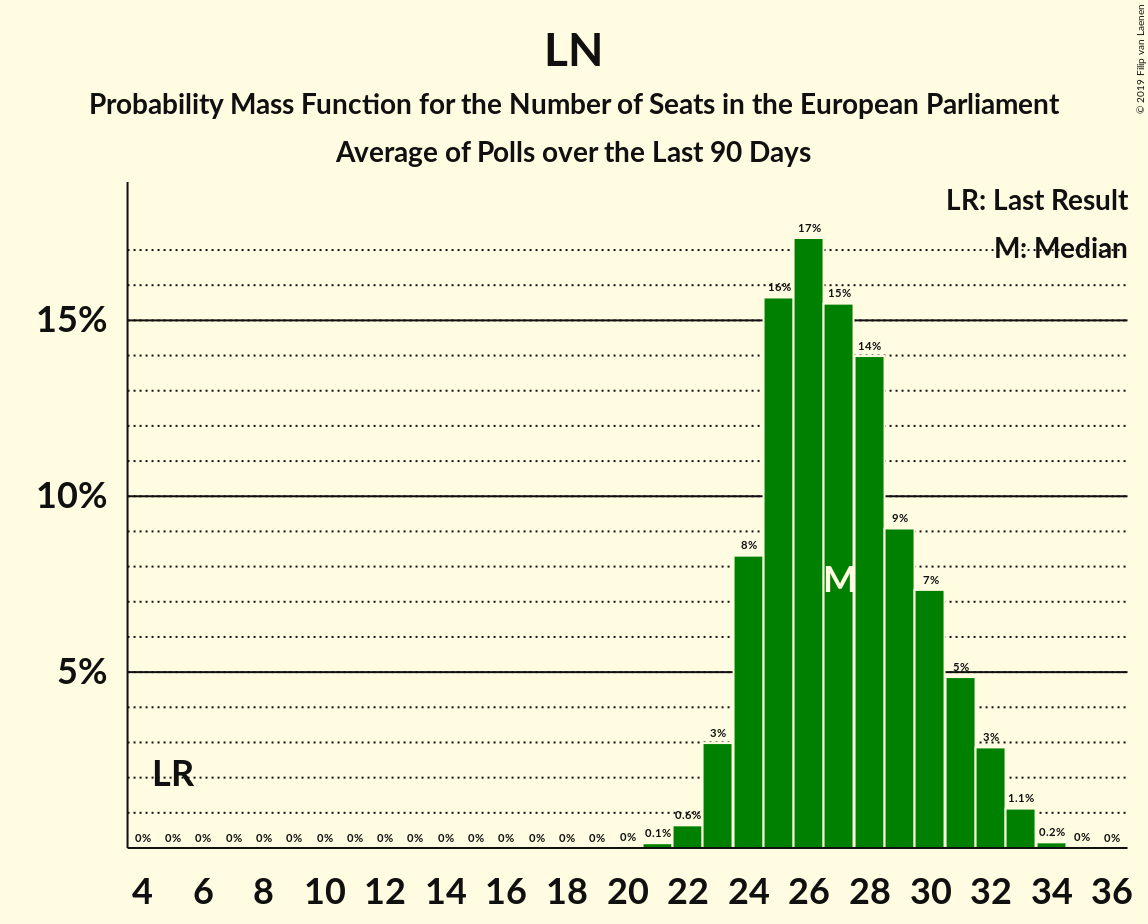 LN
Probability Mass Function for the Number of Seats in the European Parliament
Average of Polls over the Last 90 Days
© 2019 Filip van Laenen
LR: Last Result
M: Median
17%
16%
15%
15%
14%
10%
9%
8%
M
7%
5%
5%
3%
3%
LR
1.1%
0.6%
0% 0% 0% 0% 0% 0% 0% 0% 0% 0% 0% 0% 0% 0% 0% 0% 0% 0.1% 0.2% 0% 0%
4 6 8 10 12 14 16 18 20 22 24 26 28 30 32 34 36